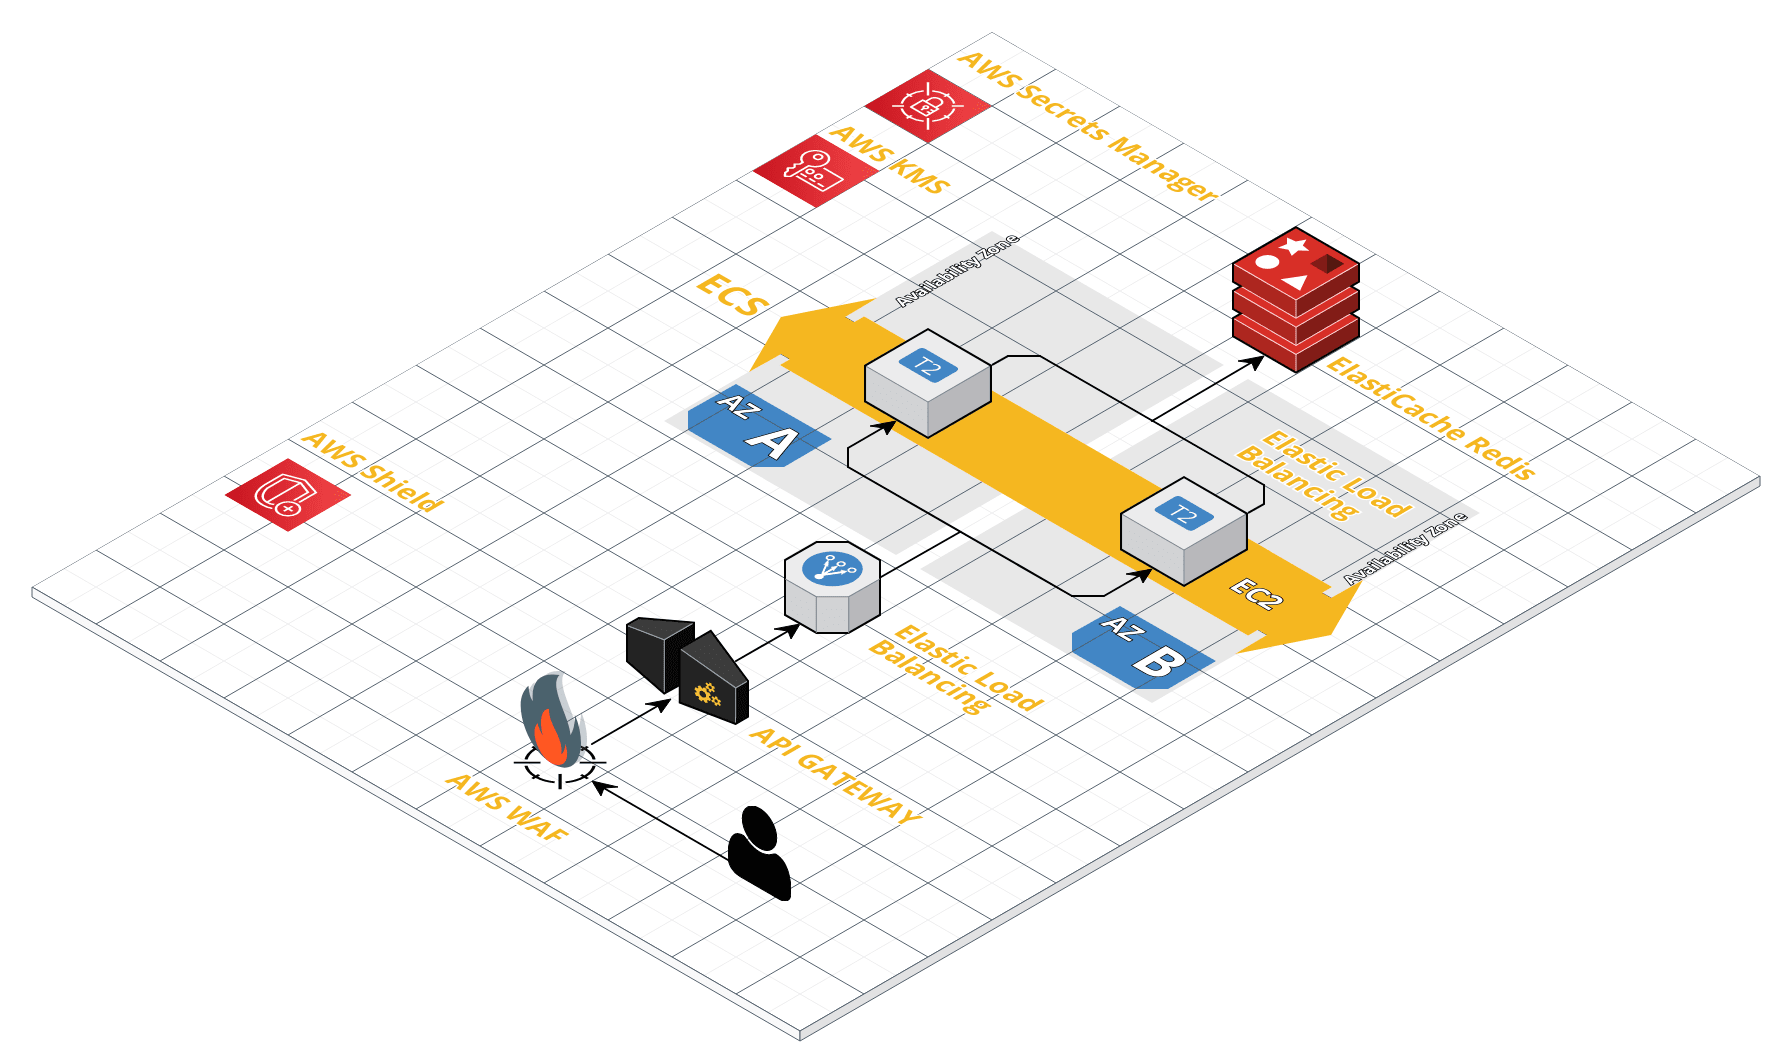 AWS Secrets Manager
AWS KMS
Availability Zone
ECS
T2
AZ
A
ElastiCache Redis
AWS Shield
Elastic Load
Balancing
T2
Availability Zone
EC2
AZ
B
Elastic Load
Balancing
API GATEWAY
AWS WAF